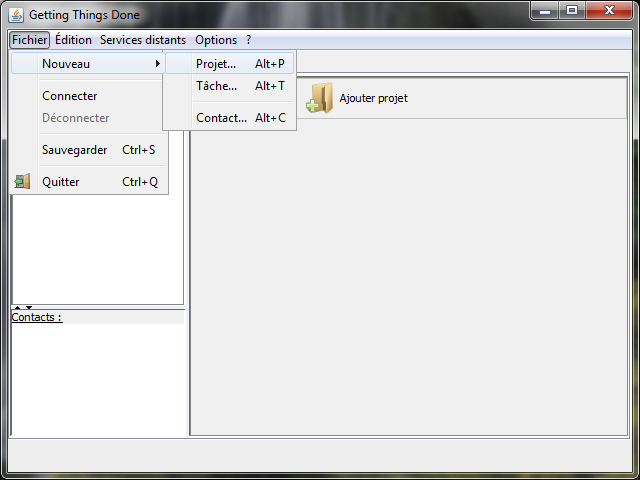 Getting Things Done
Fichier Édition Services distants Options ?
Nouveau
Projet... Alt+P
Tâche... Alt+T
Contact... Alt+C
Connecter
Déconnecter
Sauvegarder Ctrl+S
Quitter Ctrl+Q
Ajouter projet
Contacts :